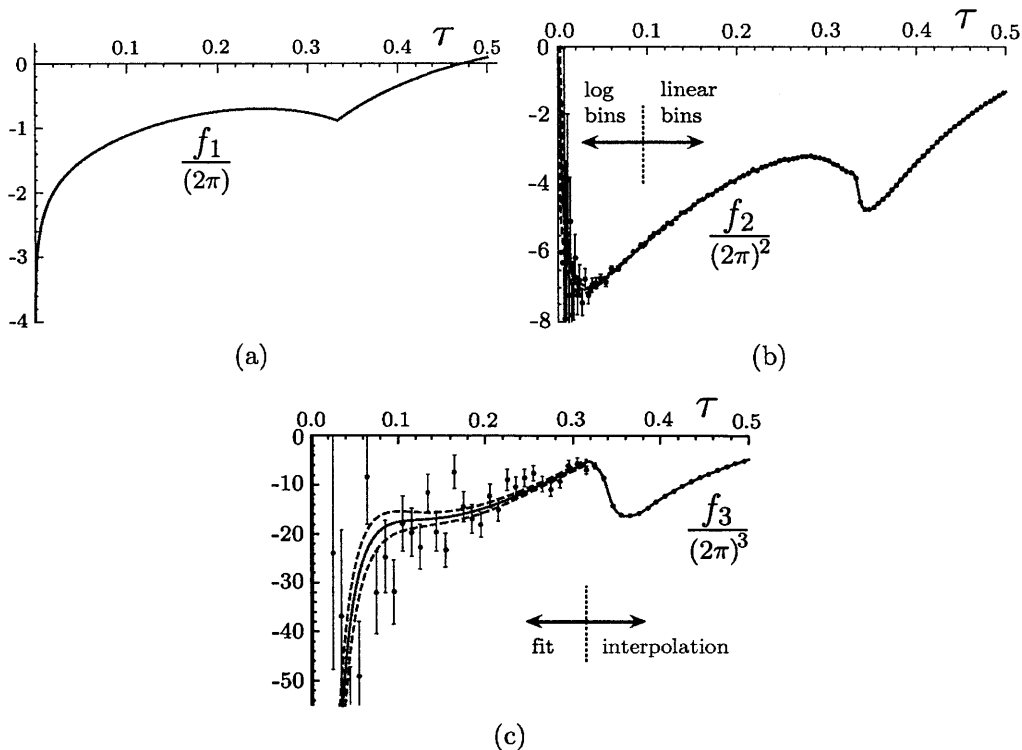 0.1 0.2 0.3 0.4 τ 0.5
0
-1
-2
-3
-4
f₁
(2π)
(a)
0.0 0.1 0.2 0.3 0.4 τ 0.5
0
-2
-4
-6
-8
log bins
linear bins
f₂
(2π)²
(b)
0.0 0.1 0.2 0.3 0.4 τ 0.5
0
-10
-20
-30
-40
-50
f₃
(2π)³
fit
interpolation
(c)